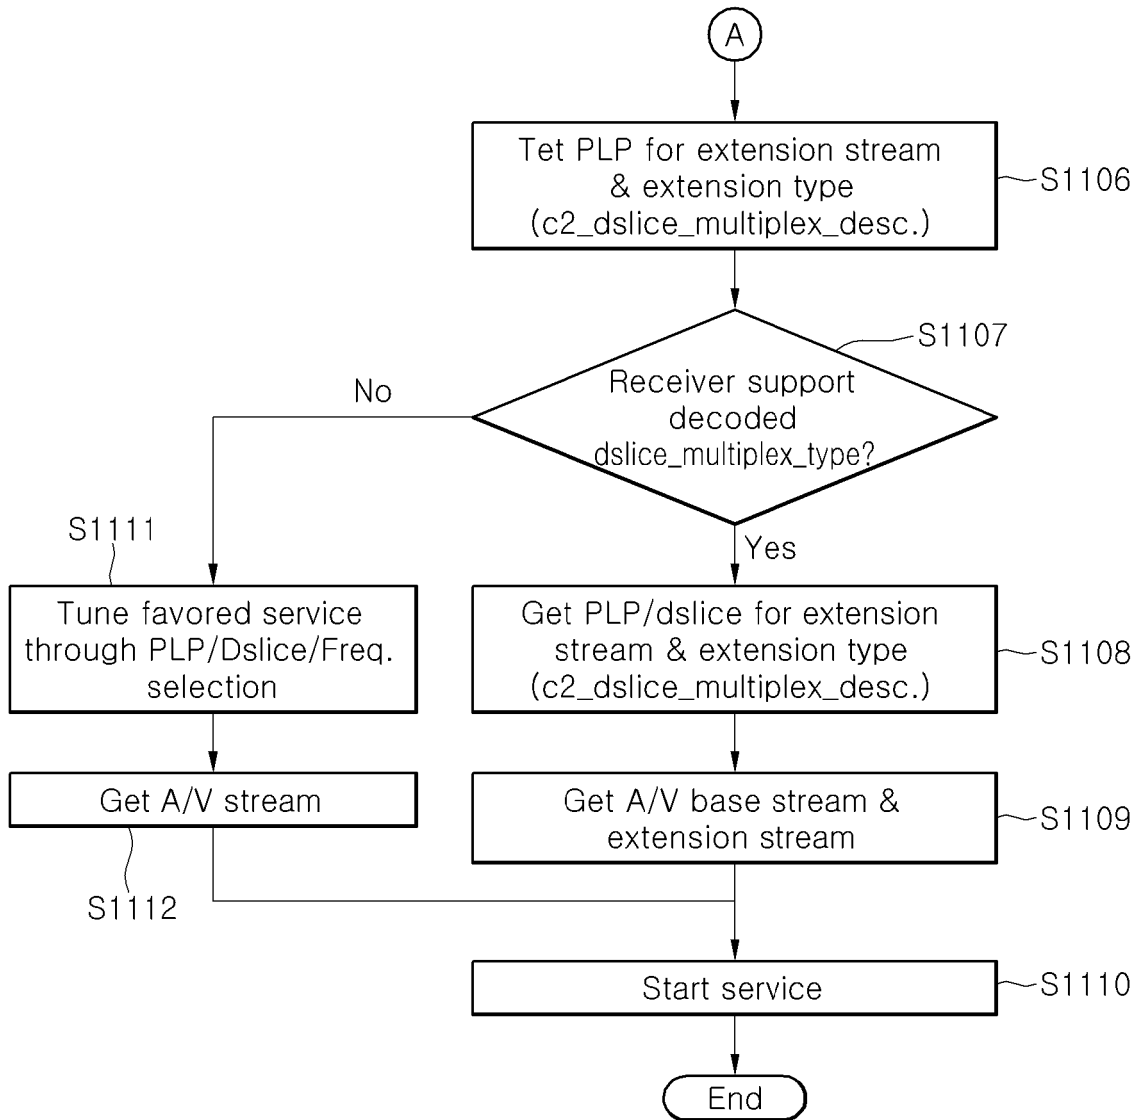 A
Tet PLP for extension stream
& extension type
(c2_dslice_multiplex_desc.)
S1106
S1107
Receiver support
decoded
dslice_multiplex_type?
No
Yes
S1111
Tune favored service
through PLP/Dslice/Freq.
selection
Get PLP/dslice for extension
stream & extension type
(c2_dslice_multiplex_desc.)
S1108
Get A/V stream
S1112
Get A/V base stream &
extension stream
S1109
Start service
S1110
End